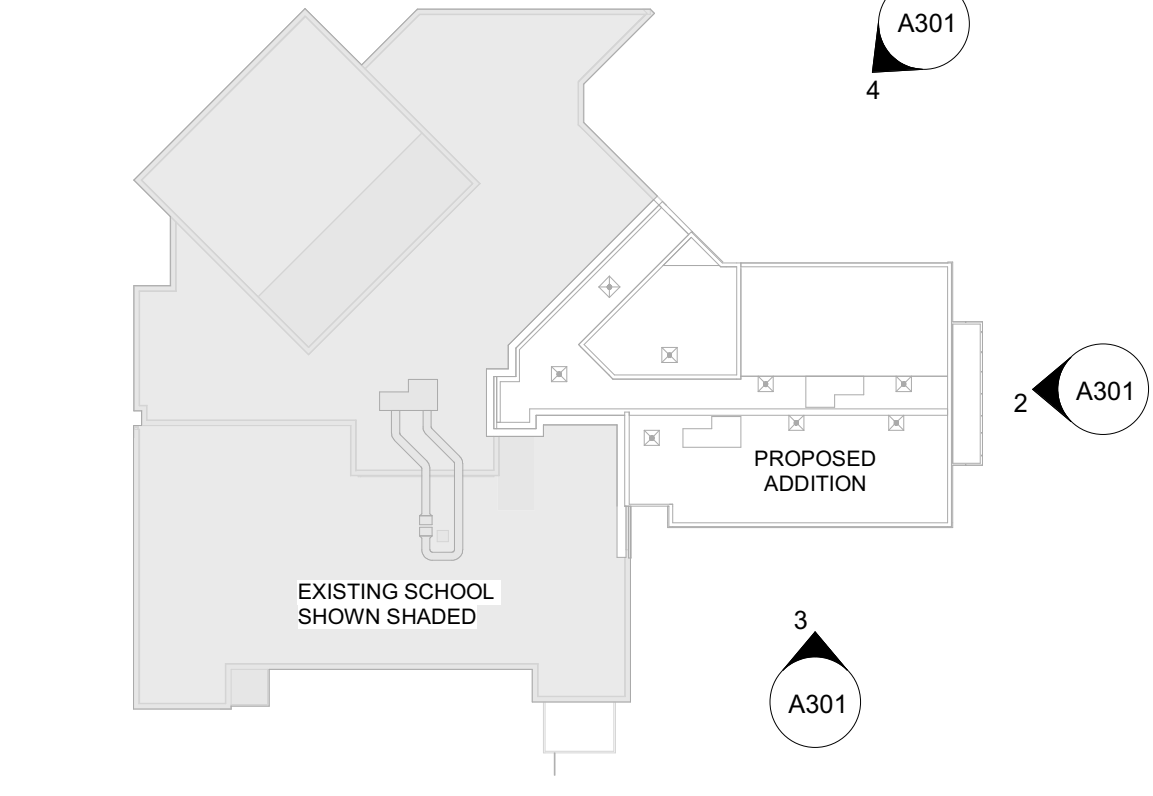 A301
4
2
A301
PROPOSED
ADDITION
EXISTING SCHOOL
SHOWN SHADED
3
A301